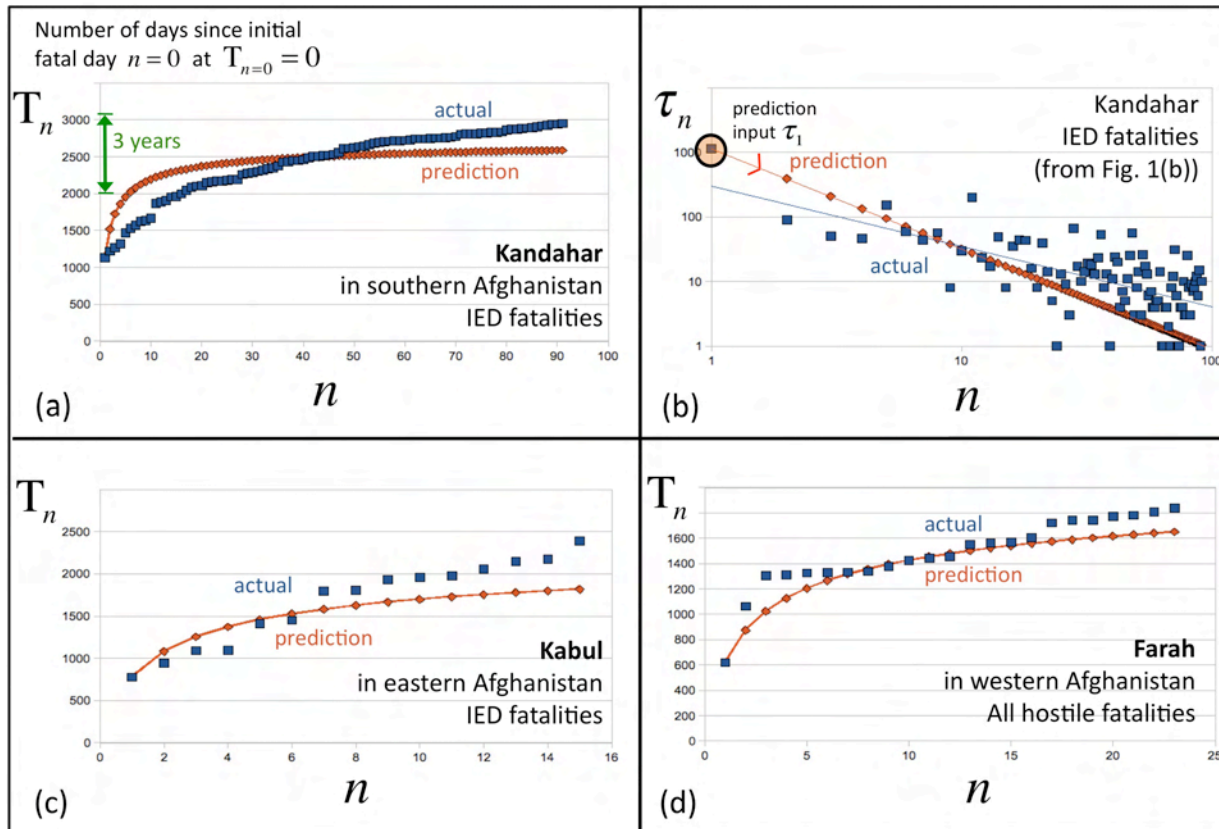 Number of days since initial
fatal day n = 0 at T_{n=0} = 0
T_n
3000
2500
2000
1500
1000
500
0
0 10 20 30 40 50 60 70 80 90 100
3 years
actual
prediction
Kandahar
in southern Afghanistan
IED fatalities
n
(a)
τ_n
1000
100
10
1
1 10 100
prediction
input τ_1
prediction
actual
Kandahar
IED fatalities
(from Fig. 1(b))
n
(b)
T_n
2500
2000
1500
1000
500
0
0 2 4 6 8 10 12 14 16
actual
prediction
Kabul
in eastern Afghanistan
IED fatalities
n
(c)
T_n
1800
1600
1400
1200
1000
800
600
400
200
0
0 5 10 15 20 25
actual
prediction
Farah
in western Afghanistan
All hostile fatalities
n
(d)